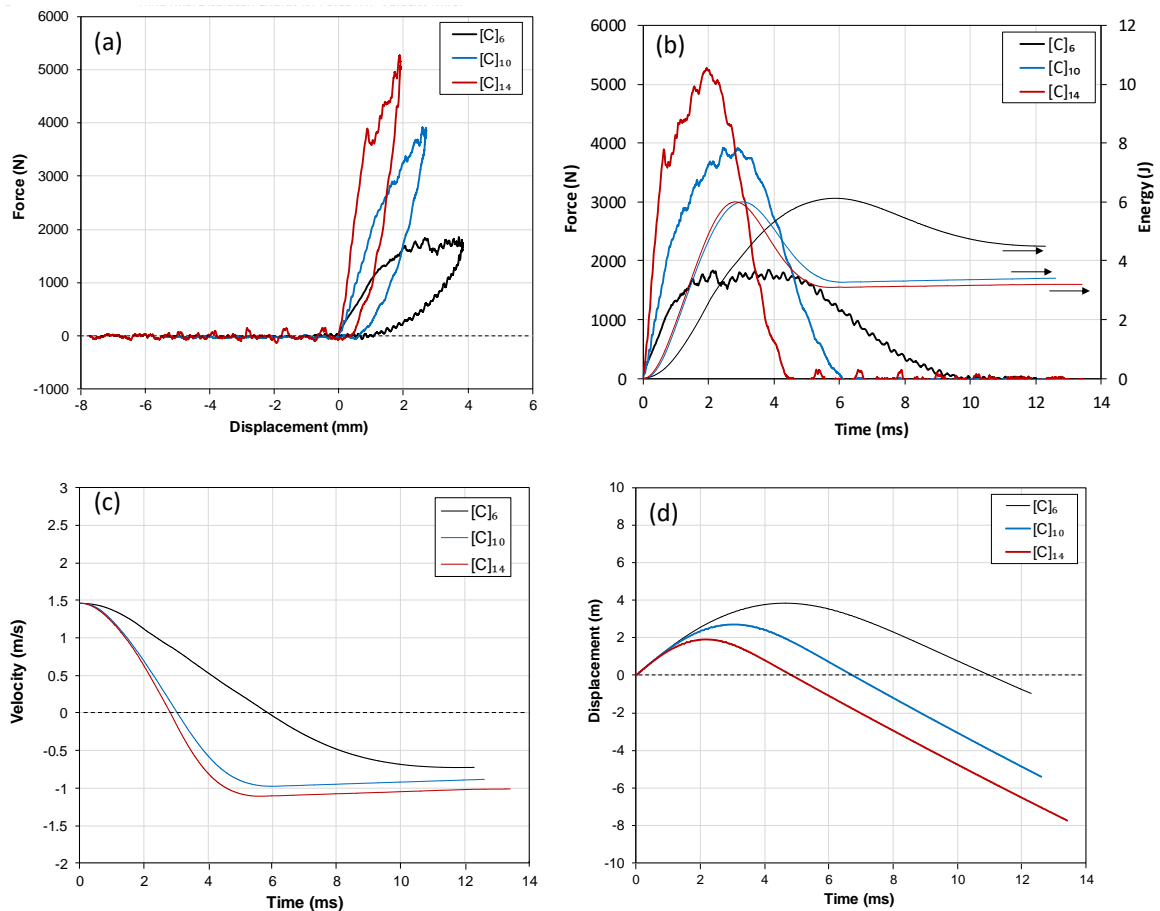 (a)
[C]₆
[C]₁₀
[C]₁₄
6000
5000
4000
3000
2000
1000
0
-1000
-8 -6 -4 -2 0 2 4 6
Force (N)
Displacement (mm)
(b)
[C]₆
[C]₁₀
[C]₁₄
6000
5000
4000
3000
2000
1000
0
12
10
8
6
4
2
0
0 2 4 6 8 10 12 14
Force (N)
Energy (J)
Time (ms)
(c)
[C]₆
[C]₁₀
[C]₁₄
3
2.5
2
1.5
1
0.5
0
-0.5
-1
-1.5
-2
0 2 4 6 8 10 12 14
Velocity (m/s)
Time (ms)
(d)
[C]₆
[C]₁₀
[C]₁₄
10
8
6
4
2
0
-2
-4
-6
-8
-10
0 2 4 6 8 10 12 14
Displacement (m)
Time (ms)